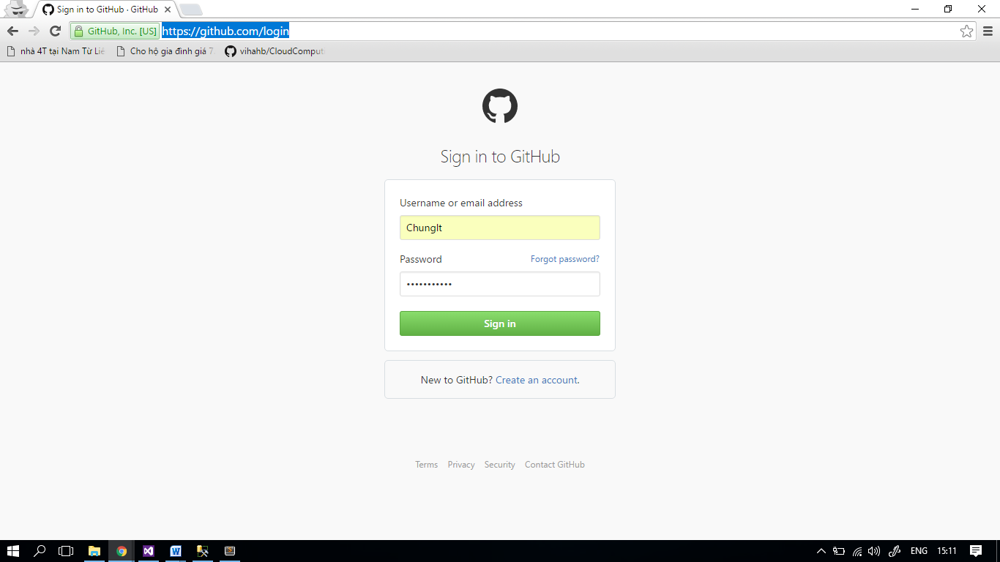 Sign in to GitHub · GitHub
GitHub, Inc. [US] https://github.com/login
nhà 4T tại Nam Từ Liê Cho hộ gia đình giá 7 vihahb/CloudComput
Sign in to GitHub
Username or email address
ChungIt
Password Forgot password?
•••••••••••
Sign in
New to GitHub? Create an account.
Terms Privacy Security Contact GitHub
ENG 15:11